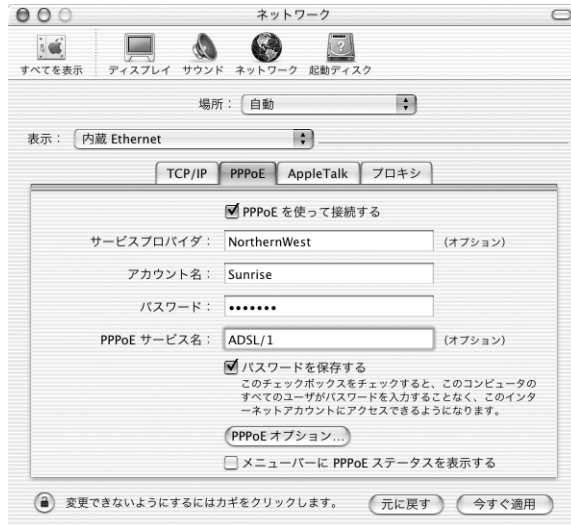 ネットワーク
すべてを表示 ディスプレイ サウンド ネットワーク 起動ディスク
場所： 自動
表示： 内蔵 Ethernet
TCP/IP PPPoE AppleTalk プロキシ
PPPoE を使って接続する
サービスプロバイダ： NorthernWest (オプション)
アカウント名： Sunrise
パスワード： •••••••
PPPoE サービス名： ADSL/1 (オプション)
パスワードを保存する
このチェックボックスをチェックすると、このコンピュータの
すべてのユーザがパスワードを入力することなく、このインタ
ーネットアカウントにアクセスできるようになります。
PPPoE オプション...
メニューバーに PPPoE ステータスを表示する
変更できないようにするにはカギをクリックします。 元に戻す 今すぐ適用